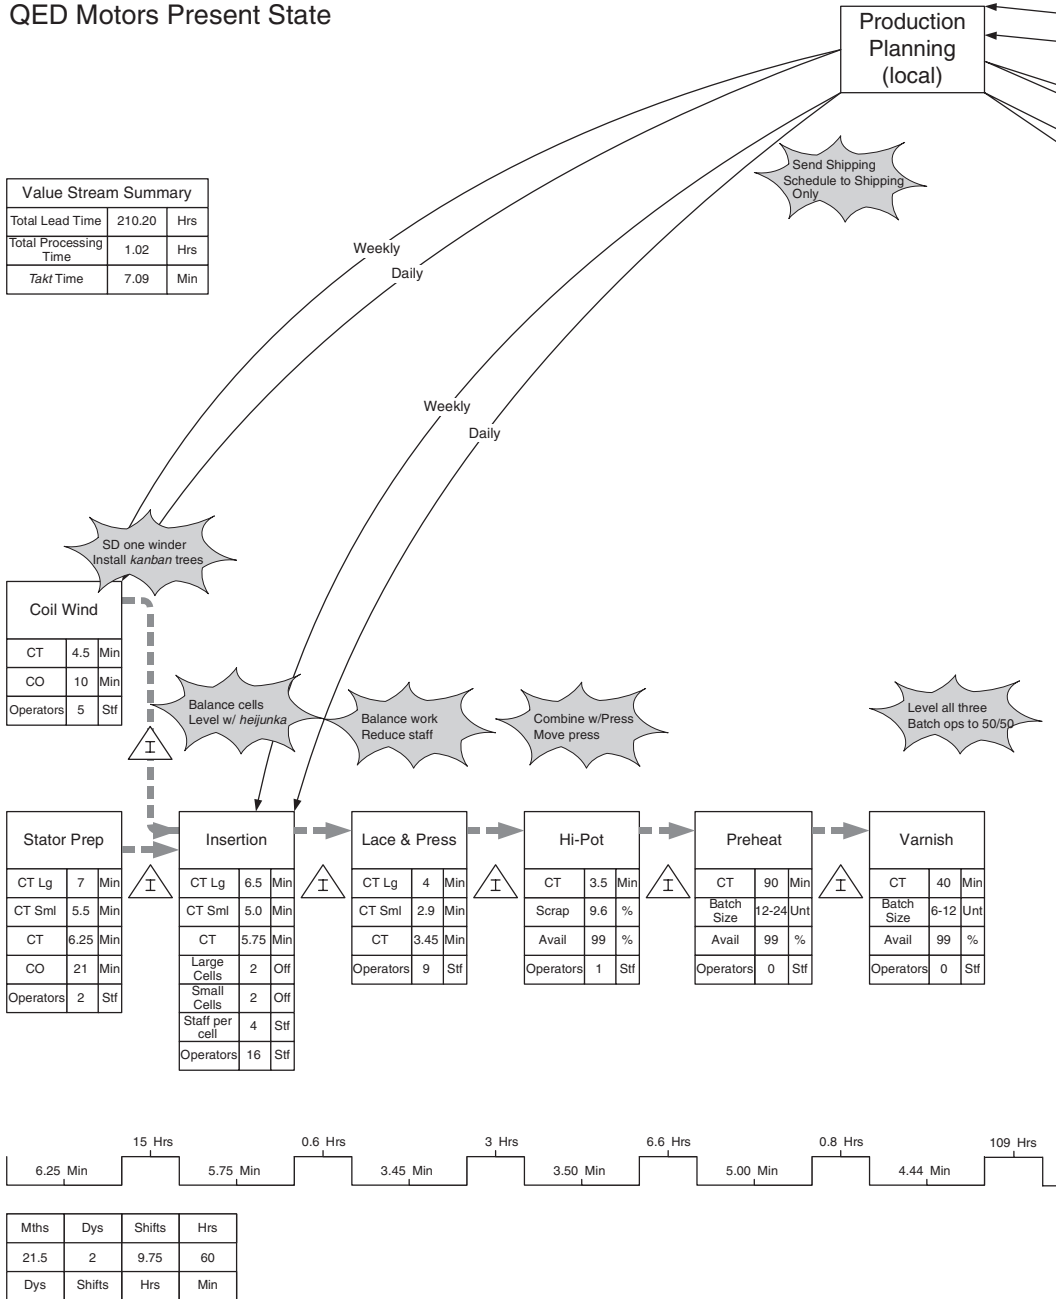 QED Motors Present State
Production
Planning
(local)
Send Shipping
Schedule to Shipping
Only
Value Stream Summary
Total Lead Time 210.20 Hrs
Total Processing
Time 1.02 Hrs
Takt Time 7.09 Min
Weekly
Daily
Weekly
Daily
SD one winder
Install kanban trees
Coil Wind
CT 4.5 Min
CO 10 Min
Operators 5 Stf
I
Balance cells
Level w/ heijunka
Balance work
Reduce staff
Combine w/Press
Move press
Level all three
Batch ops to 50/50
Stator Prep
CT Lg 7 Min
CT Sml 5.5 Min
CT 6.25 Min
CO 21 Min
Operators 2 Stf
I
Insertion
CT Lg 6.5 Min
CT Sml 5.0 Min
CT 5.75 Min
Large
Cells 2 Off
Small
Cells 2 Off
Staff per
cell 4 Stf
Operators 16 Stf
I
Lace & Press
CT Lg 4 Min
CT Sml 2.9 Min
CT 3.45 Min
Operators 9 Stf
I
Hi-Pot
CT 3.5 Min
Scrap 9.6 %
Avail 99 %
Operators 1 Stf
I
Preheat
CT 90 Min
Batch
Size 12-24 Unt
Avail 99 %
Operators 0 Stf
I
Varnish
CT 40 Min
Batch
Size 6-12 Unt
Avail 99 %
Operators 0 Stf
15 Hrs 0.6 Hrs 3 Hrs 6.6 Hrs 0.8 Hrs 109 Hrs
6.25 Min 5.75 Min 3.45 Min 3.50 Min 5.00 Min 4.44 Min
Mths Dys Shifts Hrs
21.5 2 9.75 60
Dys Shifts Hrs Min